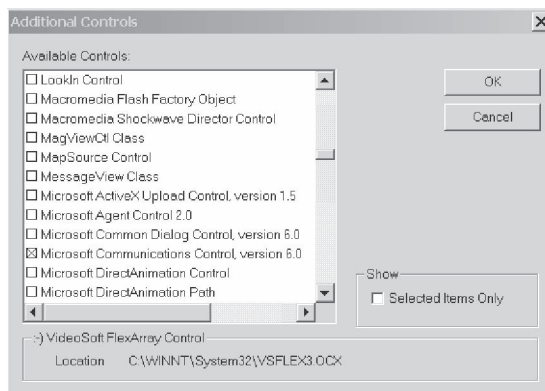 Additional Controls
Available Controls:
LookIn Control
Macromedia Flash Factory Object
Macromedia Shockwave Director Control
MagViewCtl Class
MapSource Control
MessageView Class
Microsoft ActiveX Upload Control, version 1.5
Microsoft Agent Control 2.0
Microsoft Common Dialog Control, version 6.0
Microsoft Communications Control, version 6.0
Microsoft DirectAnimation Control
Microsoft DirectAnimation Path
OK
Cancel
Show
Selected Items Only
:-) VideoSoft FlexArray Control
Location C:\WINNT\System32\VSFLEX3.OCX